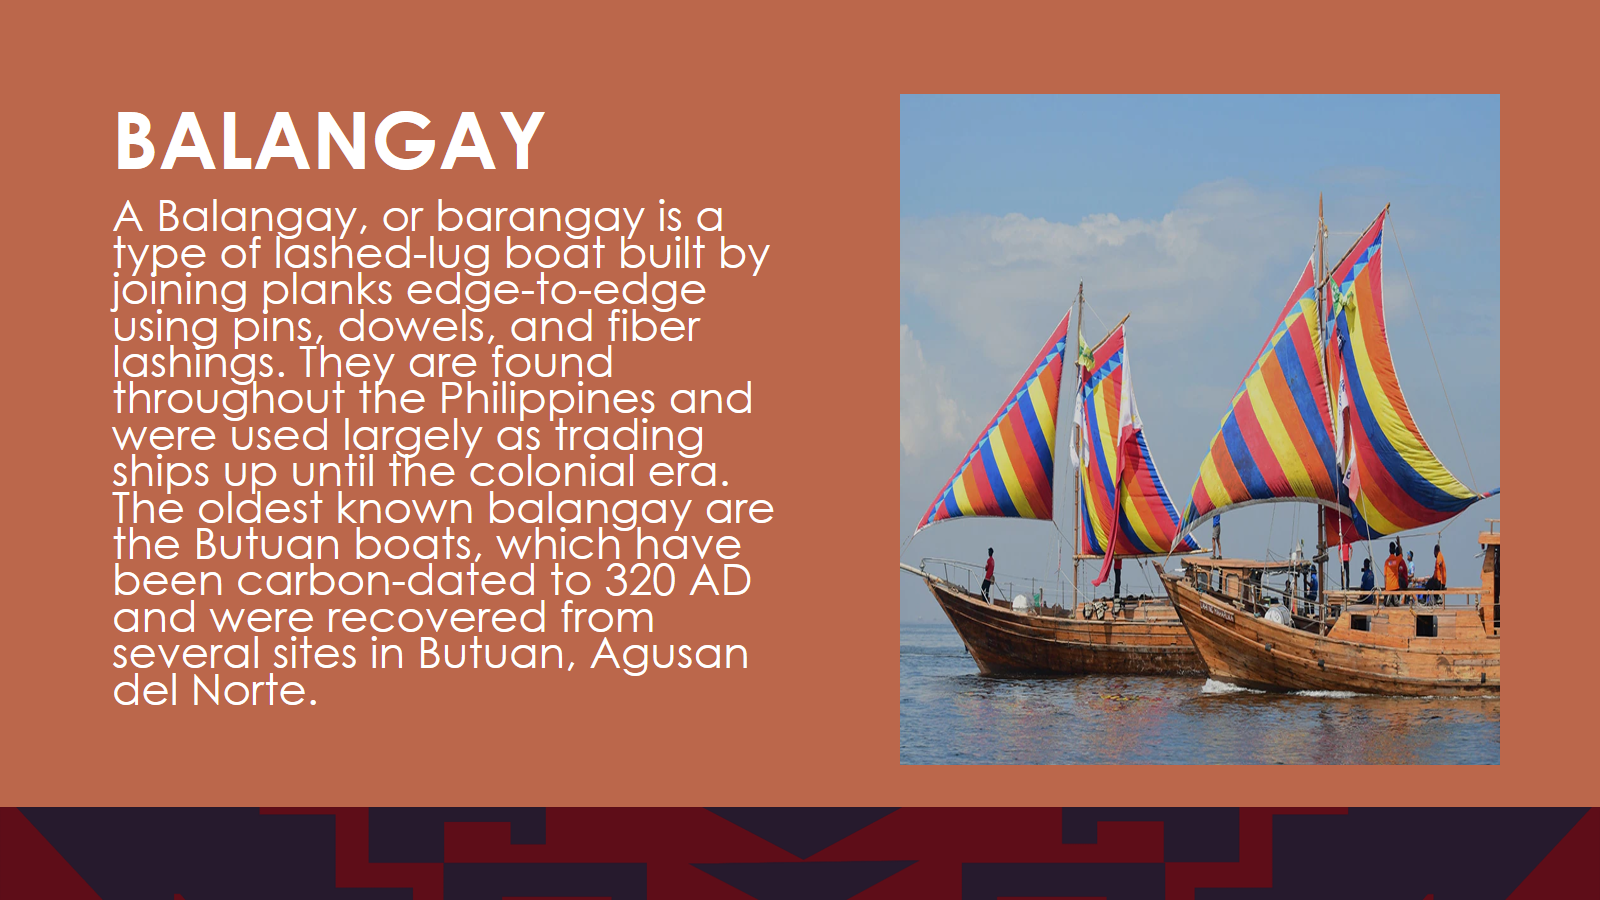 BALANGAY
A Balangay, or barangay is a
type of lashed-lug boat built by
joining planks edge-to-edge
using pins, dowels, and fiber
lashings. They are found
throughout the Philippines and
were used largely as trading
ships up until the colonial era.
The oldest known balangay are
the Butuan boats, which have
been carbon-dated to 320 AD
and were recovered from
several sites in Butuan, Agusan
del Norte.